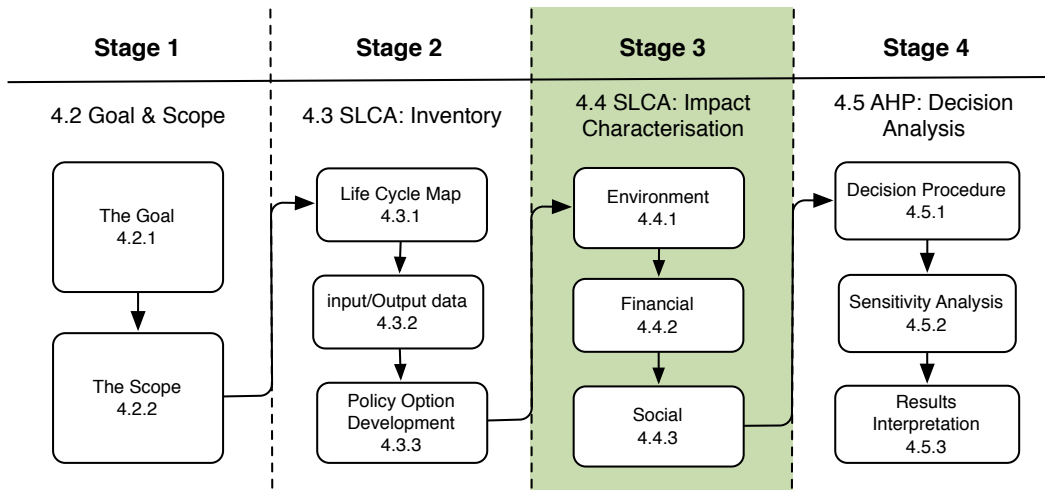 Stage 1
Stage 2
Stage 3
Stage 4
4.2 Goal & Scope
4.3 SLCA: Inventory
4.4 SLCA: Impact
Characterisation
4.5 AHP: Decision
Analysis
The Goal
4.2.1
The Scope
4.2.2
Life Cycle Map
4.3.1
input/Output data
4.3.2
Policy Option
Development
4.3.3
Environment
4.4.1
Financial
4.4.2
Social
4.4.3
Decision Procedure
4.5.1
Sensitivity Analysis
4.5.2
Results
Interpretation
4.5.3